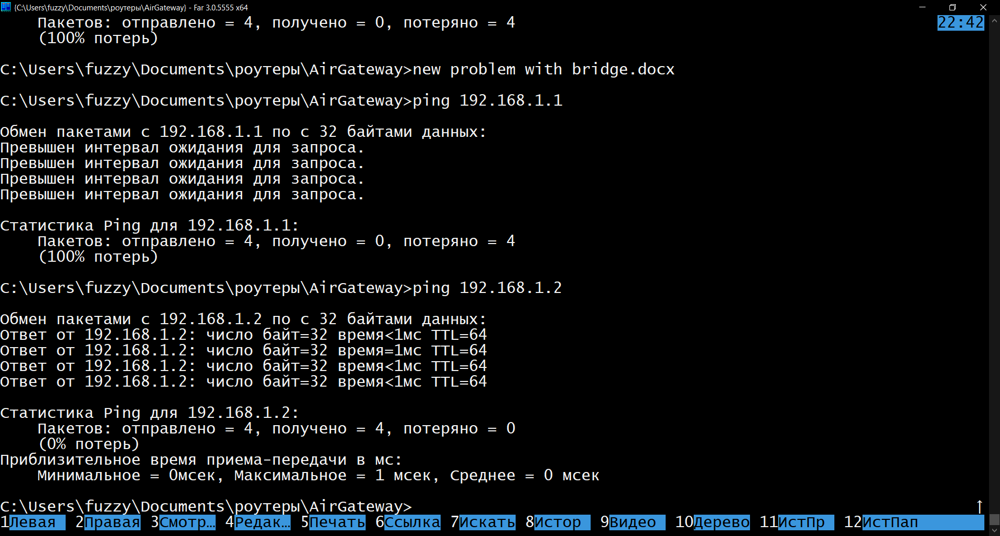 {C:\Users\fuzzy\Documents\роутеры\AirGateway} - Far 3.0.5555 x64
    Пакетов: отправлено = 4, получено = 0, потеряно = 4
22:42
    (100% потерь)
C:\Users\fuzzy\Documents\роутеры\AirGateway>new problem with bridge.docx
C:\Users\fuzzy\Documents\роутеры\AirGateway>ping 192.168.1.1
Обмен пакетами с 192.168.1.1 по с 32 байтами данных:
Превышен интервал ожидания для запроса.
Превышен интервал ожидания для запроса.
Превышен интервал ожидания для запроса.
Превышен интервал ожидания для запроса.
Статистика Ping для 192.168.1.1:
    Пакетов: отправлено = 4, получено = 0, потеряно = 4
    (100% потерь)
C:\Users\fuzzy\Documents\роутеры\AirGateway>ping 192.168.1.2
Обмен пакетами с 192.168.1.2 по с 32 байтами данных:
Ответ от 192.168.1.2: число байт=32 время<1мс TTL=64
Ответ от 192.168.1.2: число байт=32 время=1мс TTL=64
Ответ от 192.168.1.2: число байт=32 время<1мс TTL=64
Ответ от 192.168.1.2: число байт=32 время<1мс TTL=64
Статистика Ping для 192.168.1.2:
    Пакетов: отправлено = 4, получено = 4, потеряно = 0
    (0% потерь)
Приблизительное время приема-передачи в мс:
    Минимальное = 0мсек, Максимальное = 1 мсек, Среднее = 0 мсек
C:\Users\fuzzy\Documents\роутеры\AirGateway>
1Левая 2Правая 3Смотр… 4Редак… 5Печать 6Ссылка 7Искать 8Истор 9Видео 10Дерево 11ИстПр 12ИстПап